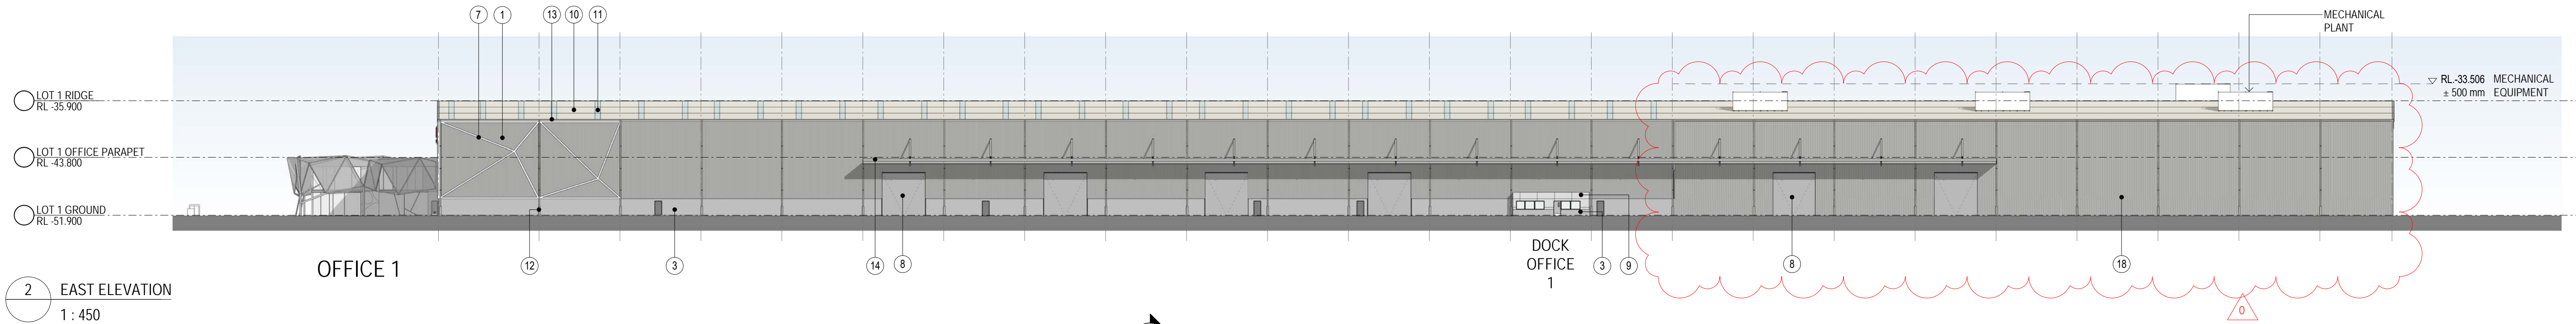 7
1
13
10
11
MECHANICAL
PLANT
RL.-33.506 MECHANICAL
± 500 mm EQUIPMENT
LOT 1 RIDGE
RL -35.900
LOT 1 OFFICE PARAPET
RL -43.800
LOT 1 GROUND
RL -51.900
OFFICE 1
12
3
14
8
DOCK
OFFICE
1
3
9
8
18
2
EAST ELEVATION
1 : 450
0